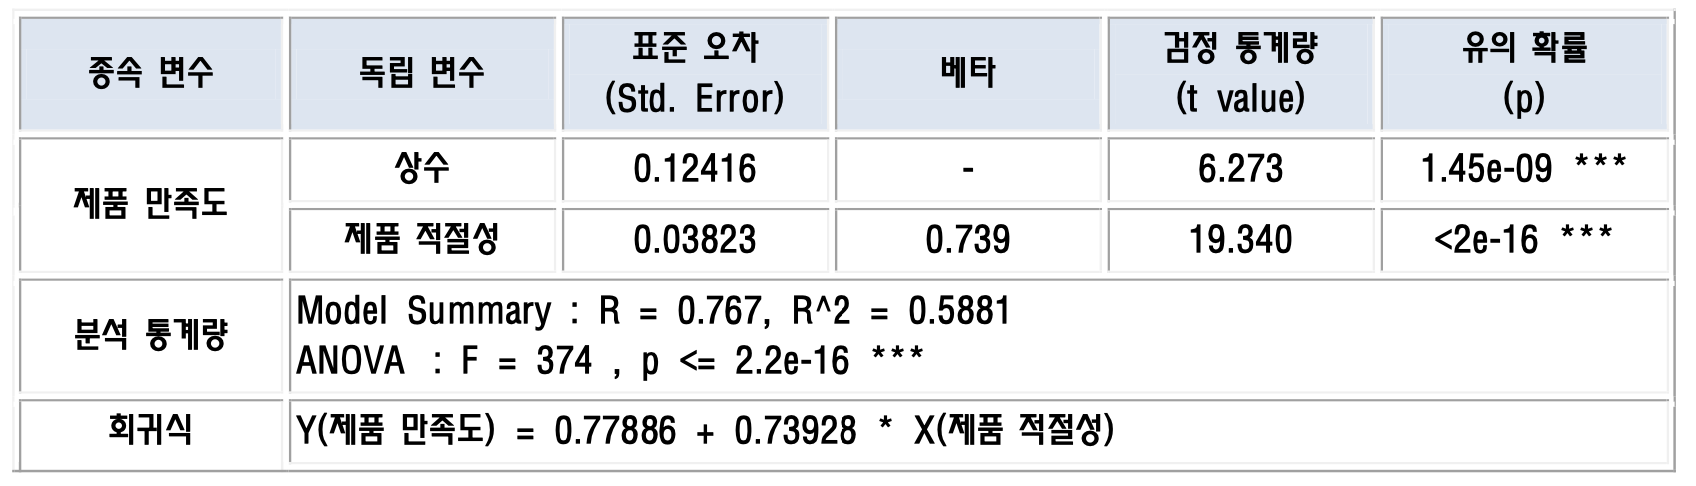 종속 변수 독립 변수 표준 오차 (Std. Error) 베타 검정 통계량 (t value) 유의 확률 (p)
제품 만족도 상수 0.12416 - 6.273 1.45e-09 ***
제품 적절성 0.03823 0.739 19.340 <2e-16 ***
분석 통계량 Model Summary : R = 0.767, R^2 = 0.5881
ANOVA : F = 374 , p <= 2.2e-16 ***
회귀식 Y(제품 만족도) = 0.77886 + 0.73928 * X(제품 적절성)